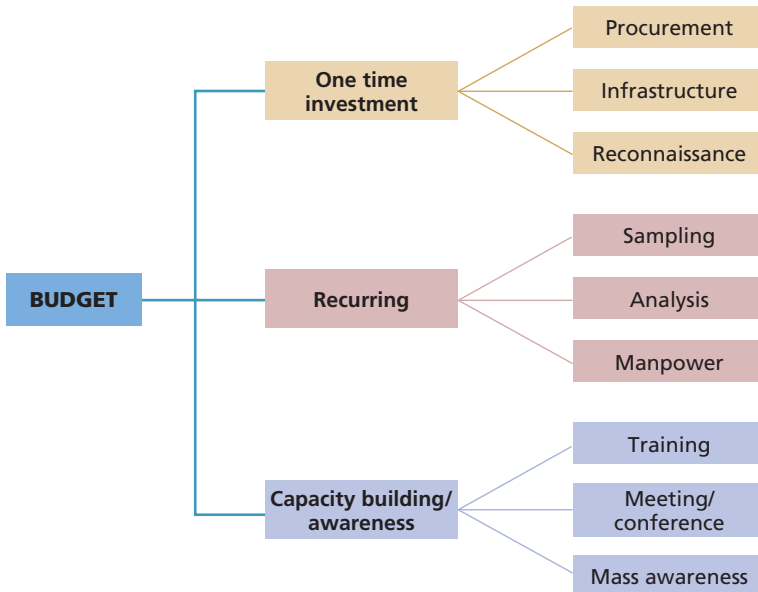 BUDGET
One time
investment
Procurement
Infrastructure
Reconnaissance
Recurring
Sampling
Analysis
Manpower
Capacity building/
awareness
Training
Meeting/
conference
Mass awareness